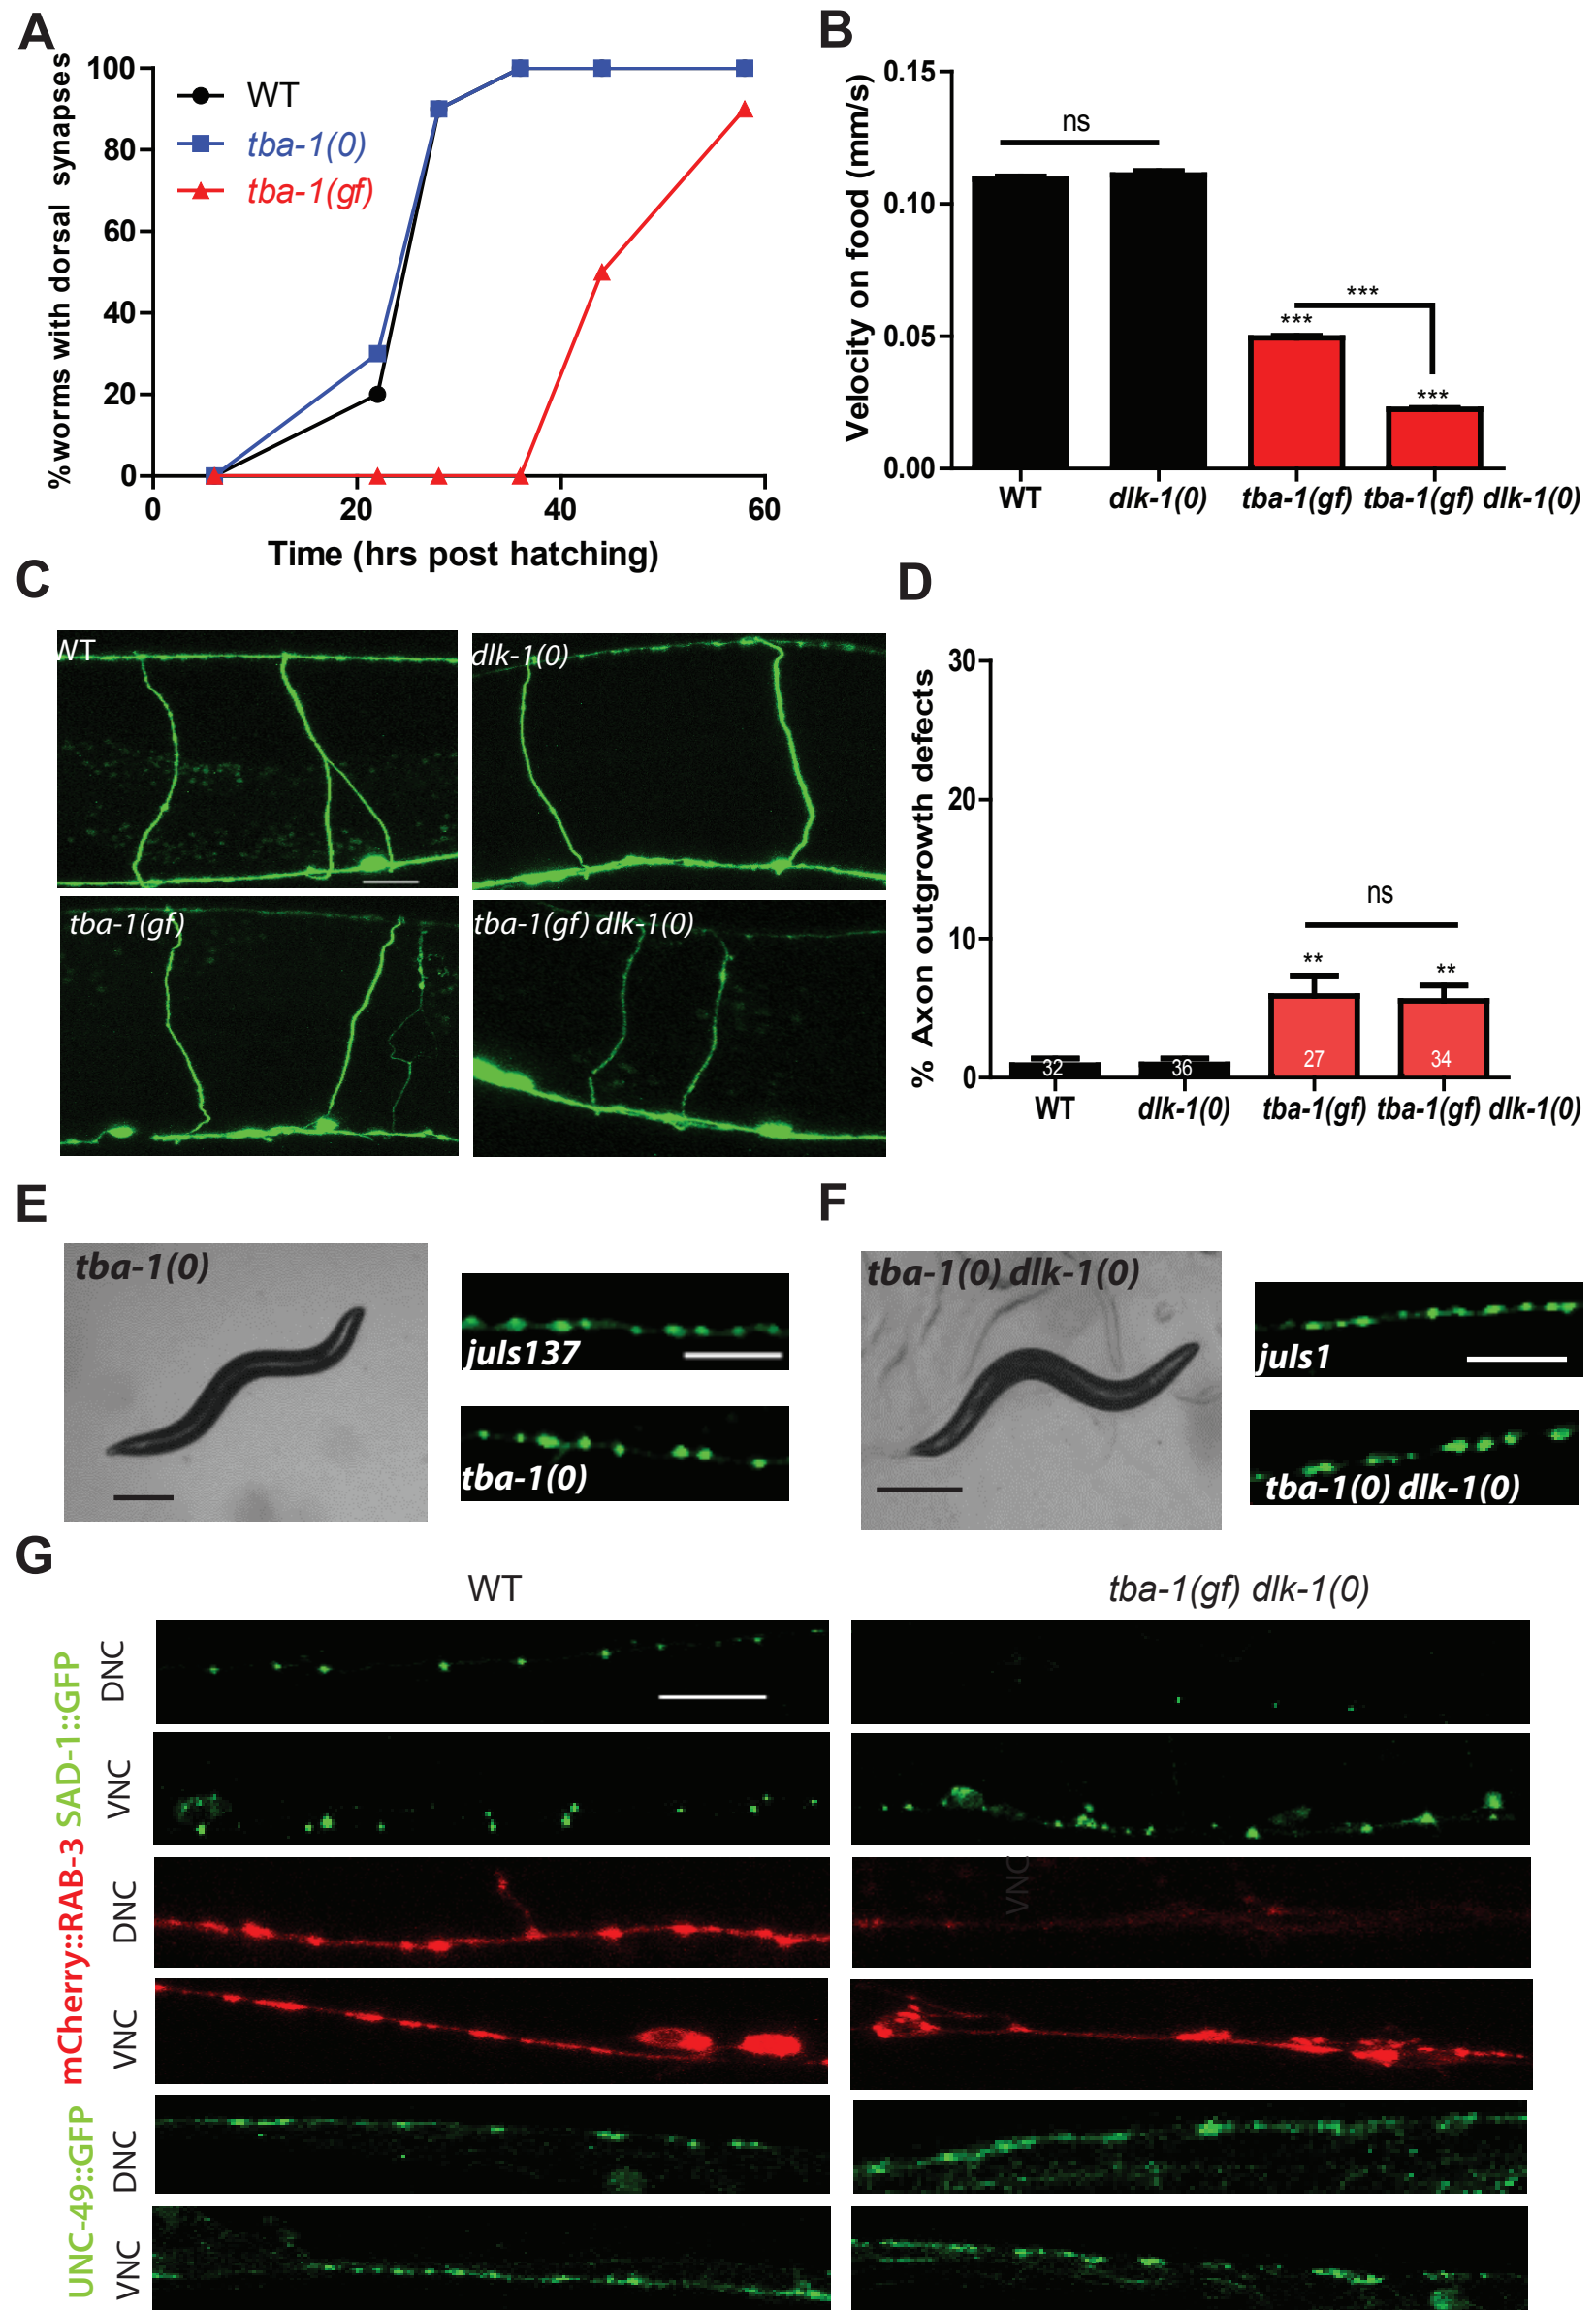 A
%worms with dorsal synapses
100
80
60
40
20
0
WT
tba-1(0)
tba-1(gf)
0 20 40 60
Time (hrs post hatching)
B
Velocity on food (mm/s)
0.15
0.10
0.05
0.00
ns
***
***
***
WT dlk-1(0) tba-1(gf) tba-1(gf) dlk-1(0)
C
WT
dlk-1(0)
tba-1(gf)
tba-1(gf) dlk-1(0)
D
% Axon outgrowth defects
30
20
10
0
ns
**
**
32 36 27 34
WT dlk-1(0) tba-1(gf) tba-1(gf) dlk-1(0)
E
tba-1(0)
juIs137
tba-1(0)
F
tba-1(0) dlk-1(0)
juIs1
tba-1(0) dlk-1(0)
G
WT tba-1(gf) dlk-1(0)
SAD-1::GFP
DNC
VNC
mCherry::RAB-3
DNC
VNC
VNC
UNC-49::GFP
DNC
VNC